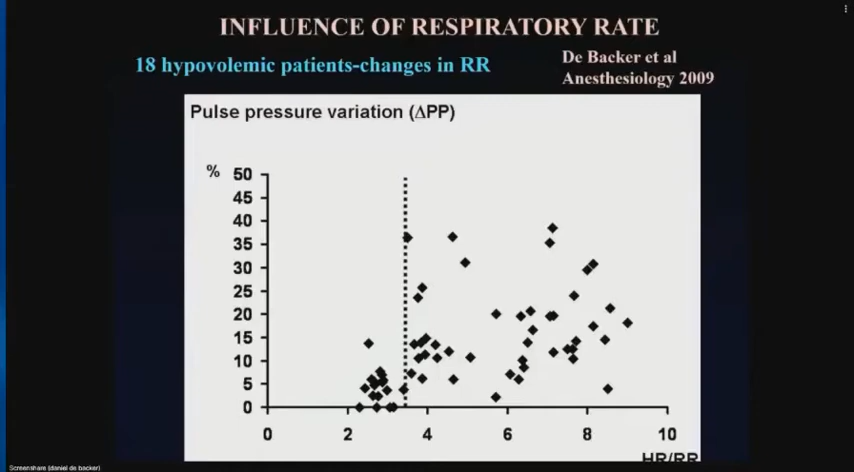 INFLUENCE OF RESPIRATORY RATE
18 hypovolemic patients-changes in RR
De Backer et al
Anesthesiology 2009
Pulse pressure variation (ΔPP)
%
50
45
40
35
30
25
20
15
10
5
0
0 2 4 6 8 10
HR/RR
Screenshare (daniel de backer)